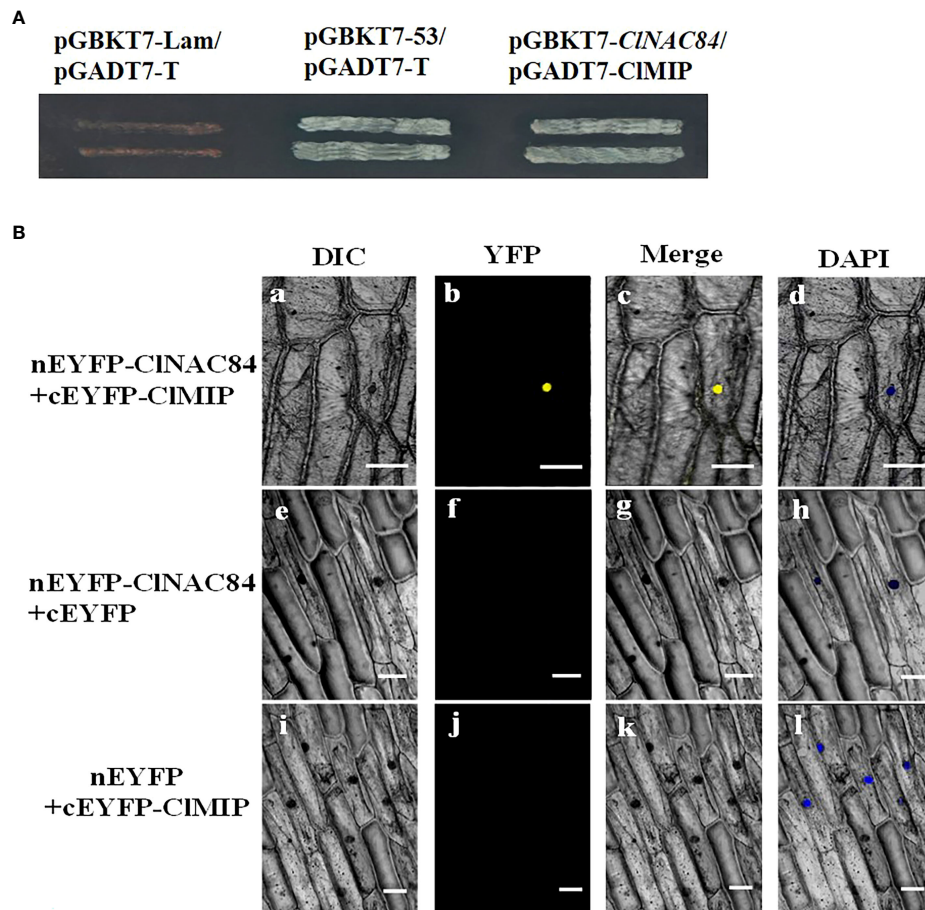 A
pGBKT7-Lam/
pGADT7-T
pGBKT7-53/
pGADT7-T
pGBKT7-ClNAC84/
pGADT7-ClMIP
B
DIC
YFP
Merge
DAPI
nEYFP-ClNAC84
+cEYFP-ClMIP
a
b
c
d
nEYFP-ClNAC84
+cEYFP
e
f
g
h
nEYFP
+cEYFP-ClMIP
i
j
k
l